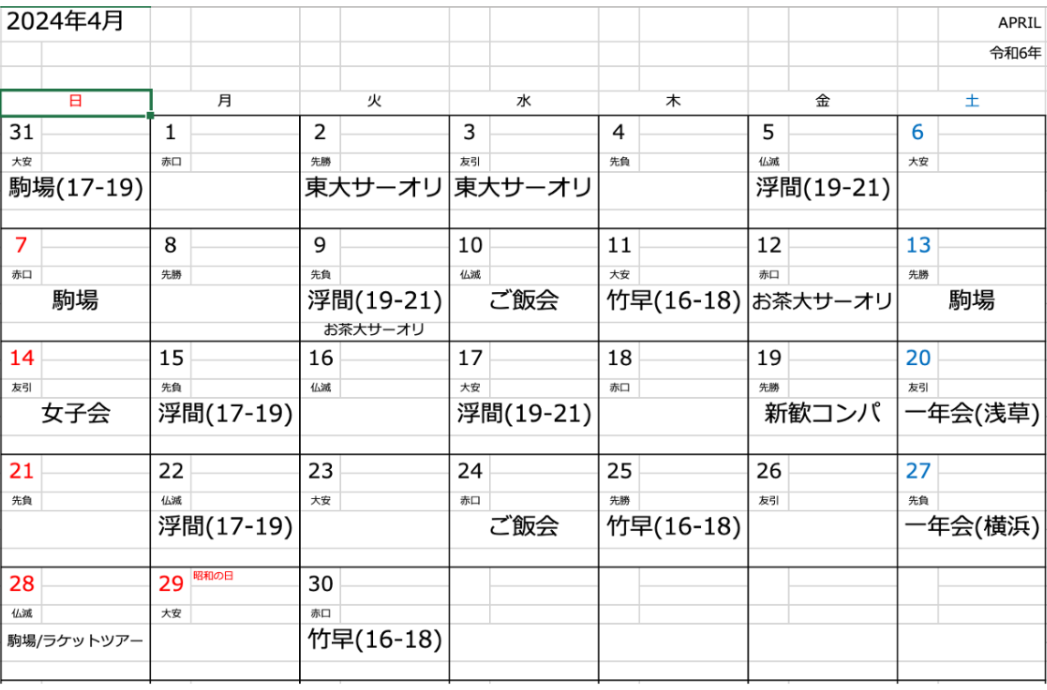 2024年4月
APRIL
令和6年
日 月 火 水 木 金 土
31 1 2 3 4 5 6
大安 赤口 先勝 友引 先負 仏滅 大安
駒場(17-19) 東大サーオリ 東大サーオリ 浮間(19-21)
7 8 9 10 11 12 13
赤口 先勝 先負 仏滅 大安 赤口 先勝
駒場 浮間(19-21) ご飯会 竹早(16-18) お茶大サーオリ 駒場
お茶大サーオリ
14 15 16 17 18 19 20
友引 先負 仏滅 大安 赤口 先勝 友引
女子会 浮間(17-19) 浮間(19-21) 新歓コンパ 一年会(浅草)
21 22 23 24 25 26 27
先負 仏滅 大安 赤口 先勝 友引 先負
浮間(17-19) ご飯会 竹早(16-18) 一年会(横浜)
28 29 昭和の日 30
仏滅 大安 赤口
駒場/ラケットツアー 竹早(16-18)